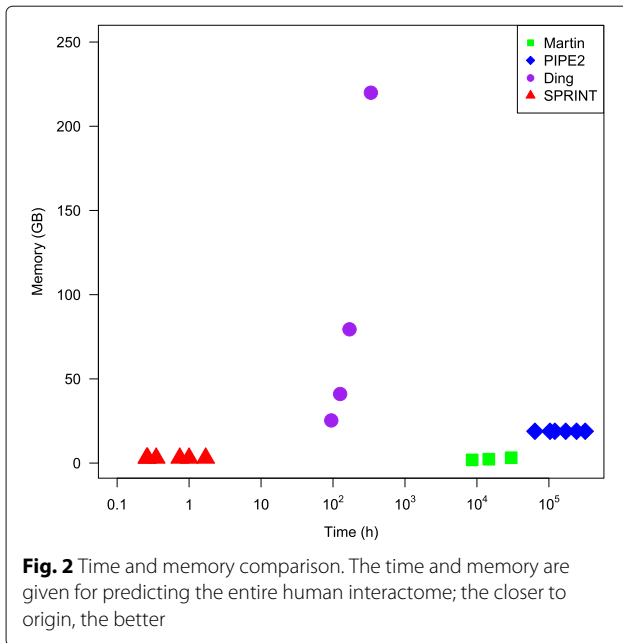 250
200
150
100
50
0
Memory (GB)
Martin
PIPE2
Ding
SPRINT
0.1 1 10 10² 10³ 10⁴ 10⁵
Time (h)
Fig. 2 Time and memory comparison. The time and memory are
given for predicting the entire human interactome; the closer to
origin, the better